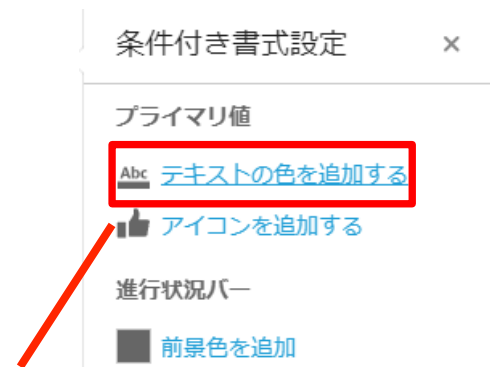 条件付き書式設定 ×
プライマリ値
Abc テキストの色を追加する
アイコンを追加する
進行状況バー
前景色を追加